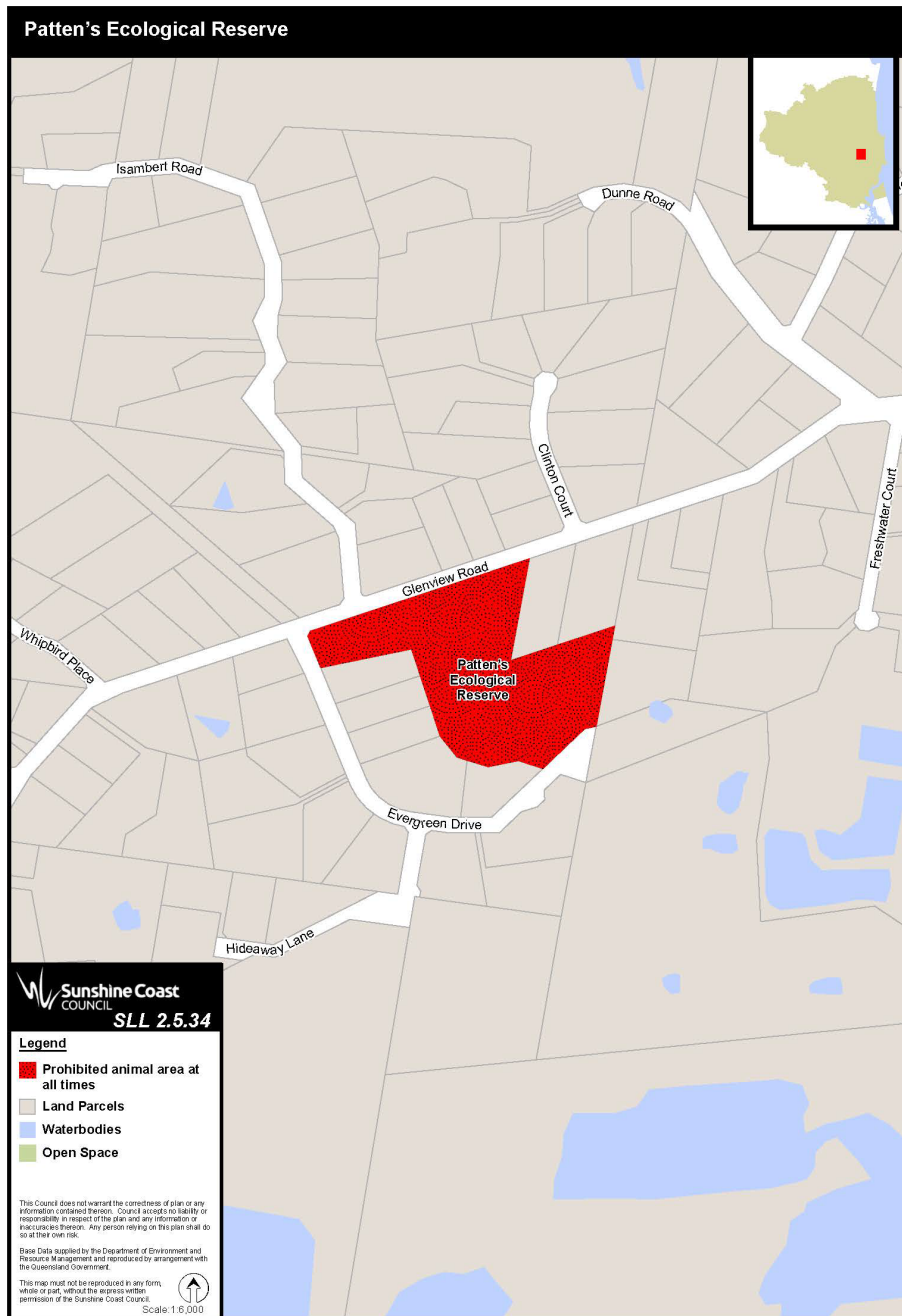 Patten's Ecological Reserve
Isambert Road
Dunne Road
Clinton Court
Freshwater Court
Glenview Road
Whipbird Place
Patten's
Ecological
Reserve
Evergreen Drive
Hideaway Lane
Sunshine Coast
COUNCIL
SLL 2.5.34
Legend
Prohibited animal area at
all times
Land Parcels
Waterbodies
Open Space
This Council does not warrant the correctness of plan or any
information contained thereon. Council accepts no liability or
responsibility in respect of the plan and any information or
inaccuracies thereon. Any person relying on this plan shall do
so at their own risk.
Base Data supplied by the Department of Environment and
Resource Management and reproduced by arrangement with
the Queensland Government.
This map must not be reproduced in any form,
whole or part, without the express written
permission of the Sunshine Coast Council.
Scale: 1:6,000